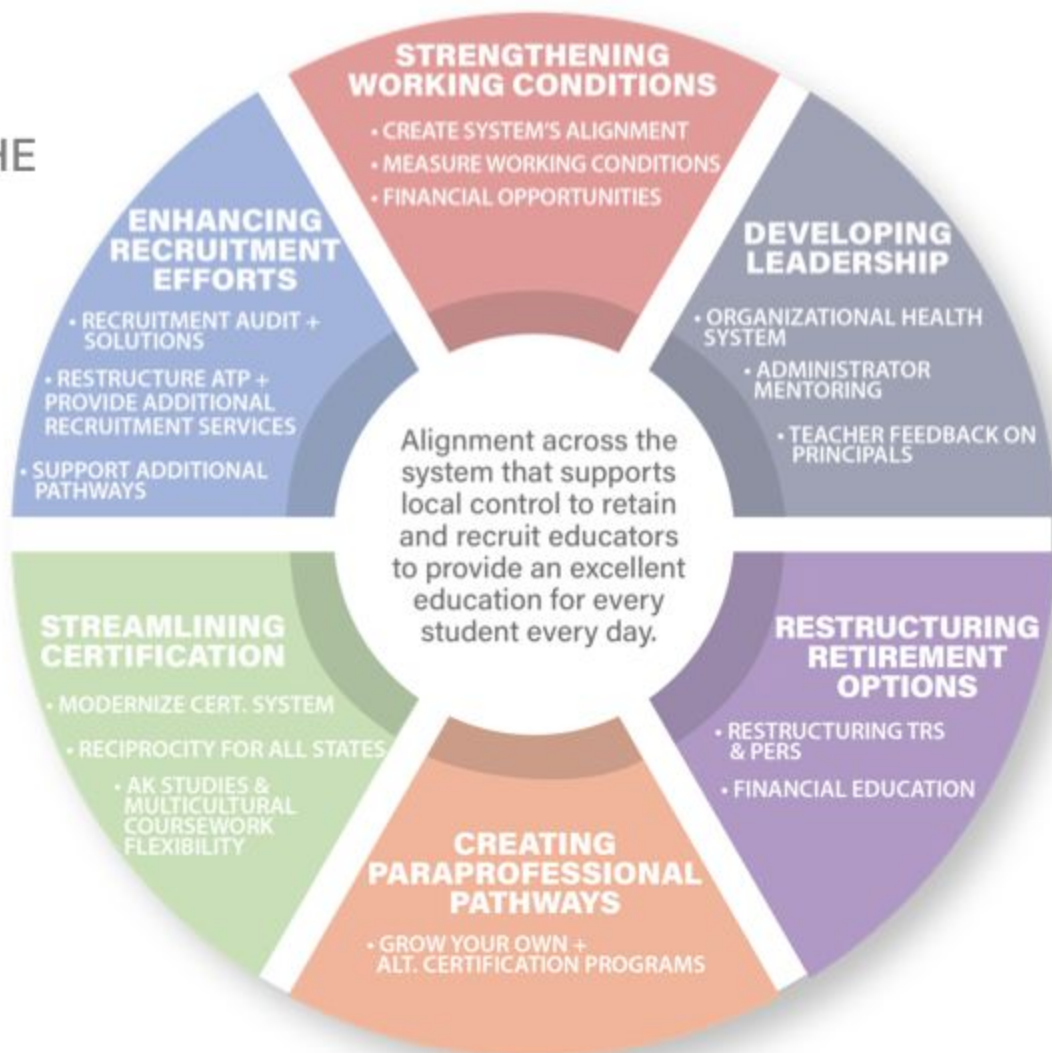 HE
STRENGTHENING
WORKING CONDITIONS
• CREATE SYSTEM'S ALIGNMENT
• MEASURE WORKING CONDITIONS
• FINANCIAL OPPORTUNITIES
DEVELOPING
LEADERSHIP
• ORGANIZATIONAL HEALTH
SYSTEM
• ADMINISTRATOR
MENTORING
• TEACHER FEEDBACK ON
PRINCIPALS
RESTRUCTURING
RETIREMENT
OPTIONS
• RESTRUCTURING TRS
& PERS
• FINANCIAL EDUCATION
CREATING
PARAPROFESSIONAL
PATHWAYS
• GROW YOUR OWN +
ALT. CERTIFICATION PROGRAMS
STREAMLINING
CERTIFICATION
• MODERNIZE CERT. SYSTEM
• RECIPROCITY FOR ALL STATES
• AK STUDIES &
MULTICULTURAL
COURSEWORK
FLEXIBILITY
ENHANCING
RECRUITMENT
EFFORTS
• RECRUITMENT AUDIT +
SOLUTIONS
• RESTRUCTURE ATP +
PROVIDE ADDITIONAL
RECRUITMENT SERVICES
• SUPPORT ADDITIONAL
PATHWAYS
Alignment across the
system that supports
local control to retain
and recruit educators
to provide an excellent
education for every
student every day.